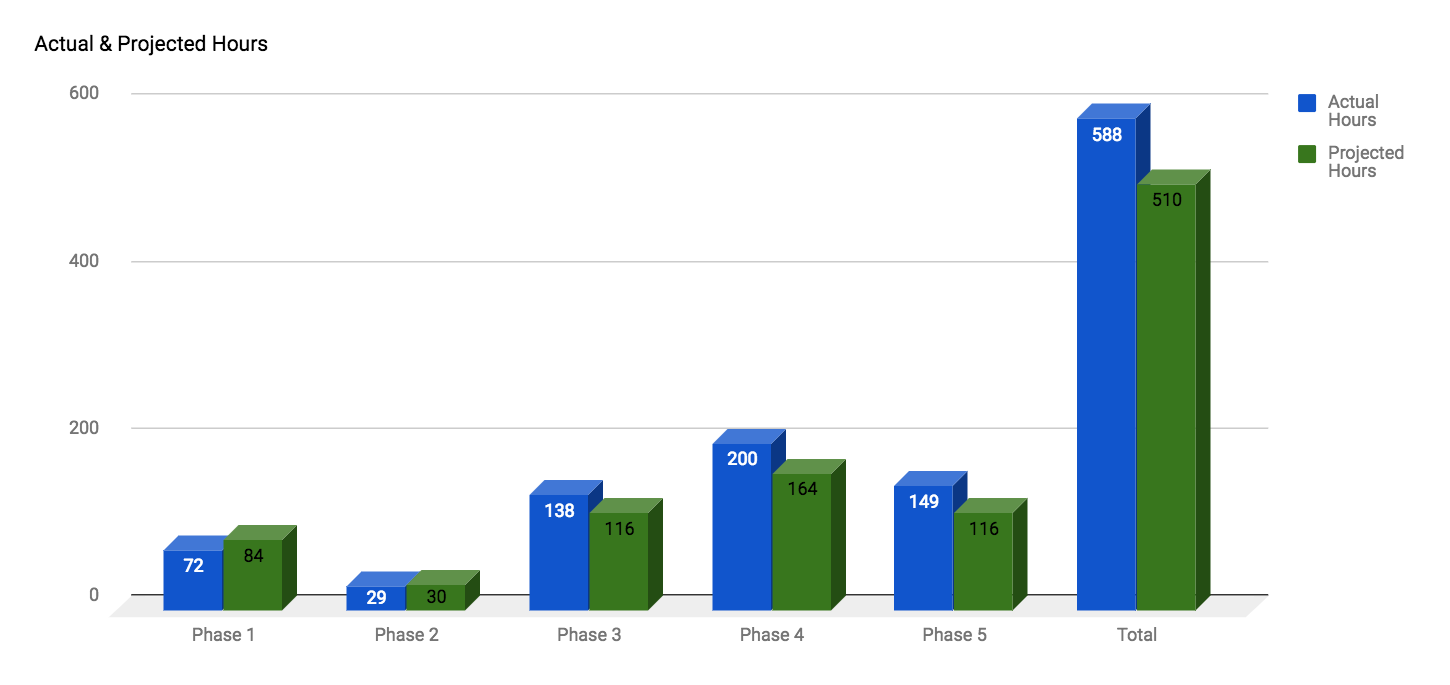 Actual & Projected Hours
600
400
200
0
Actual
Hours
Projected
Hours
72
84
29
30
138
116
200
164
149
116
588
510
Phase 1
Phase 2
Phase 3
Phase 4
Phase 5
Total